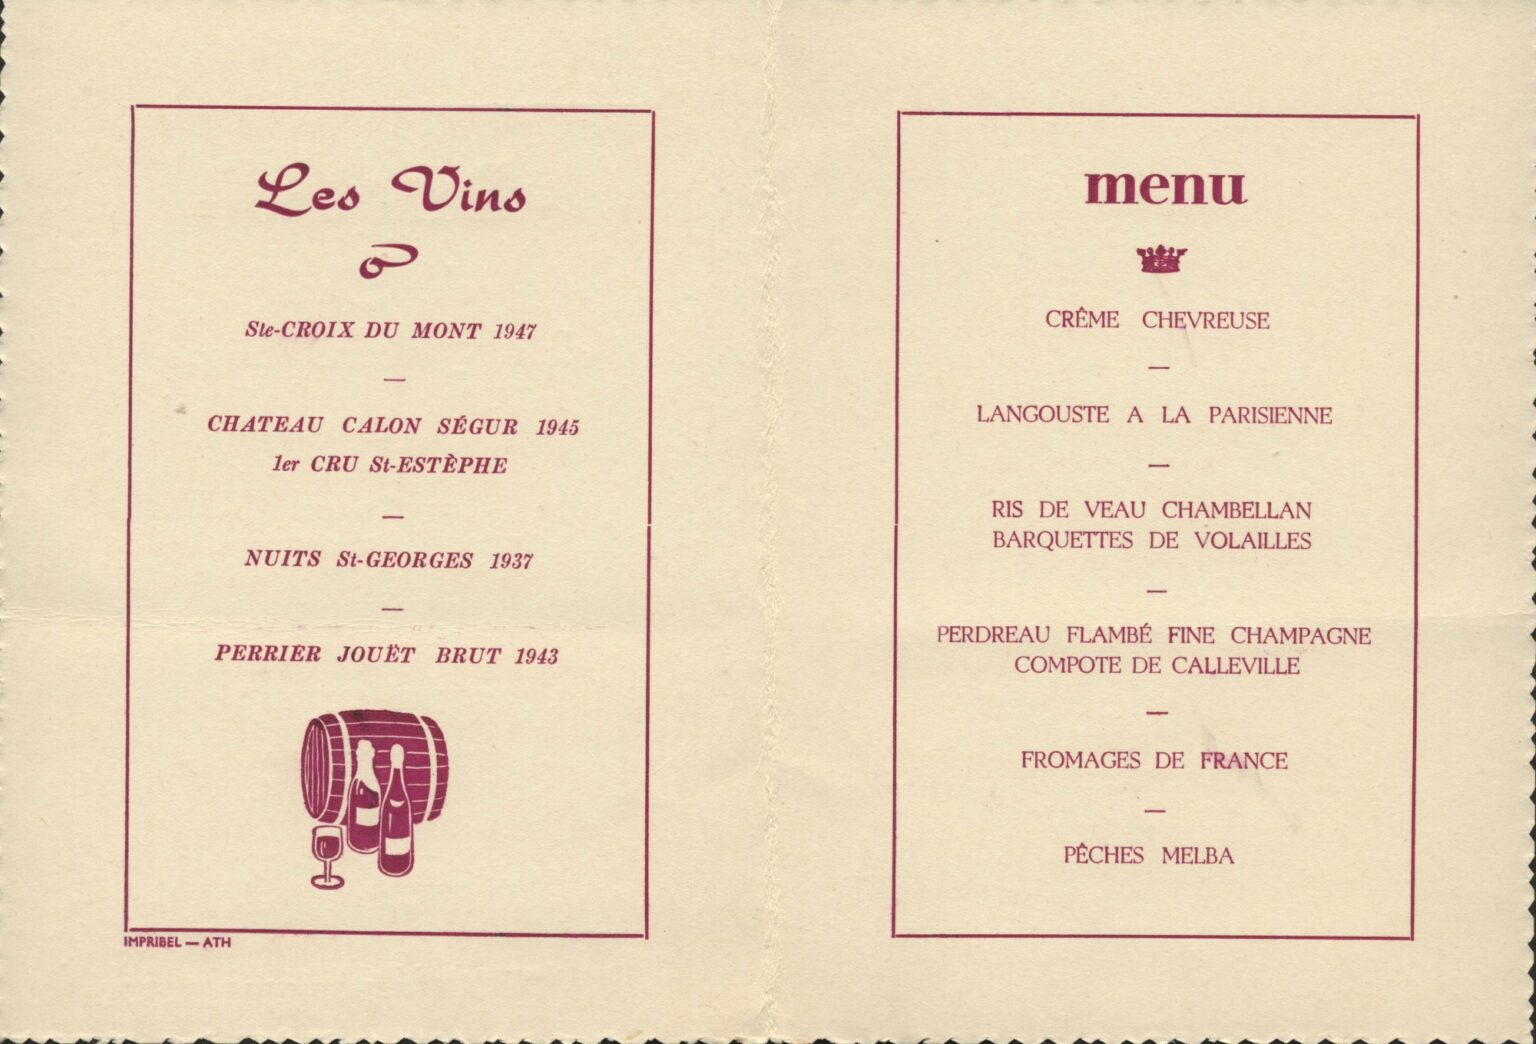 Les Vins
Ste-CROIX DU MONT 1947
—
CHATEAU CALON SÉGUR 1945
1er CRU St-ESTÈPHE
—
NUITS St-GEORGES 1937
—
PERRIER JOUËT BRUT 1943
IMPRIBEL — ATH
menu
CRÊME CHEVREUSE
—
LANGOUSTE A LA PARISIENNE
—
RIS DE VEAU CHAMBELLAN
BARQUETTES DE VOLAILLES
—
PERDREAU FLAMBÉ FINE CHAMPAGNE
COMPOTE DE CALLEVILLE
—
FROMAGES DE FRANCE
—
PÊCHES MELBA